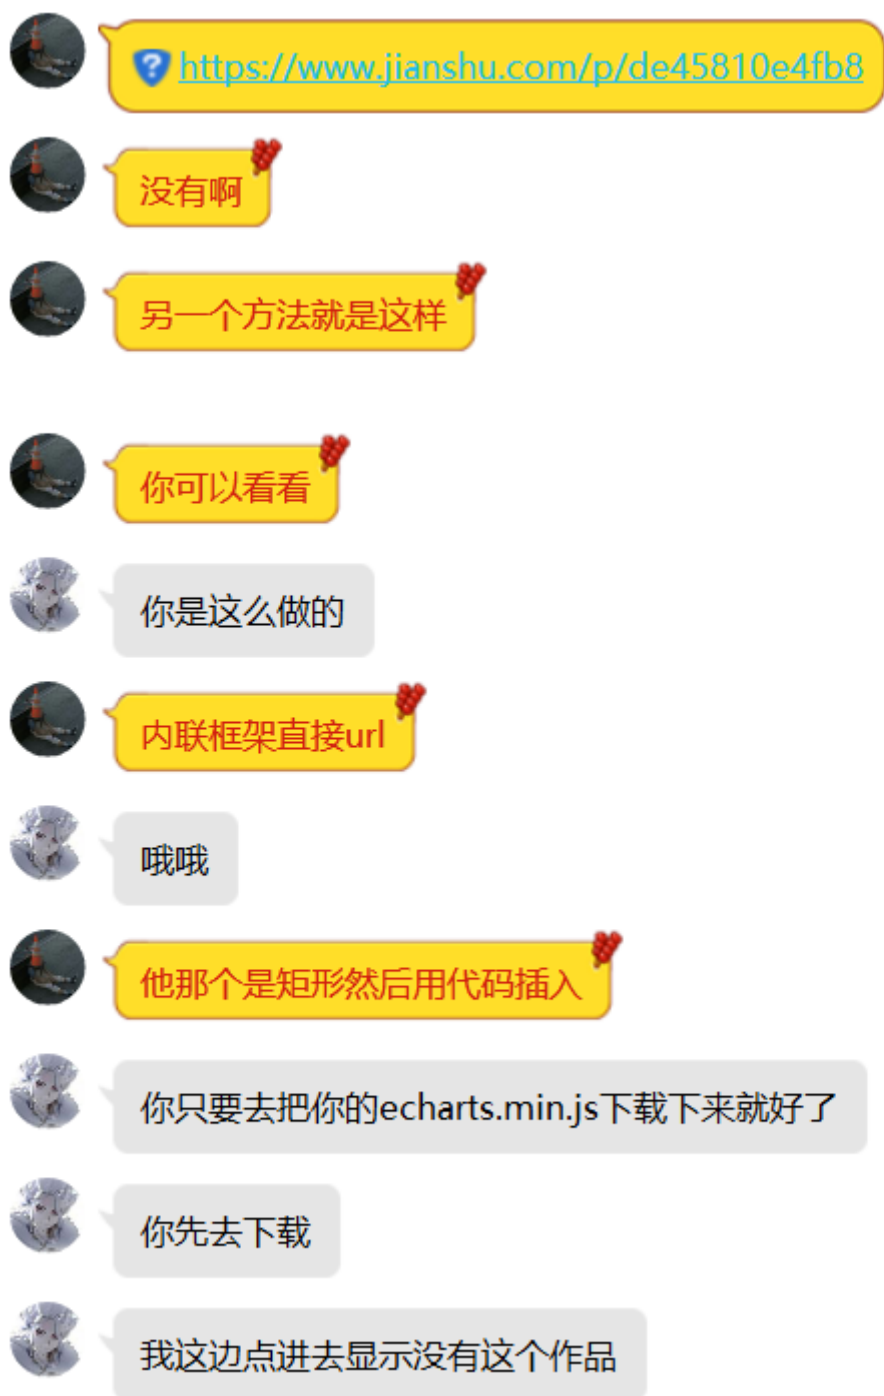 https://www.jianshu.com/p/de45810e4fb8
没有啊
另一个方法就是这样
你可以看看
你是这么做的
内联框架直接url
哦哦
他那个是矩形然后用代码插入
你只要去把你的echarts.min.js下载下来就好了
你先去下载
我这边点进去显示没有这个作品